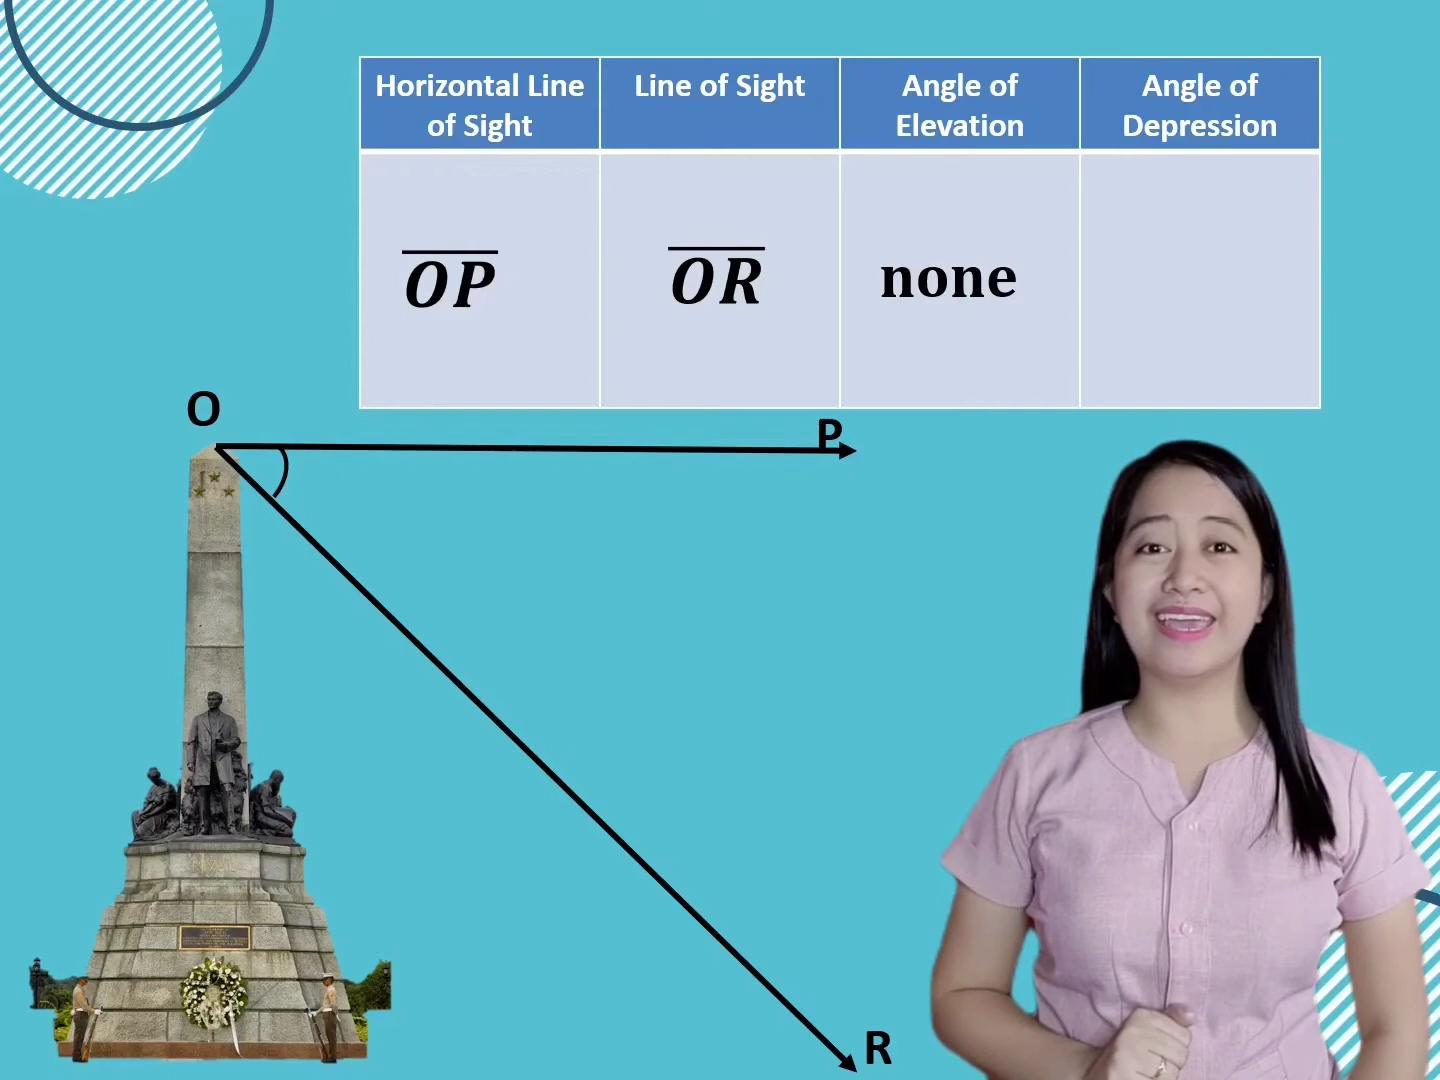 Horizontal Line
of Sight
Line of Sight
Angle of
Elevation
Angle of
Depression
OP
OR
none
O
P
R